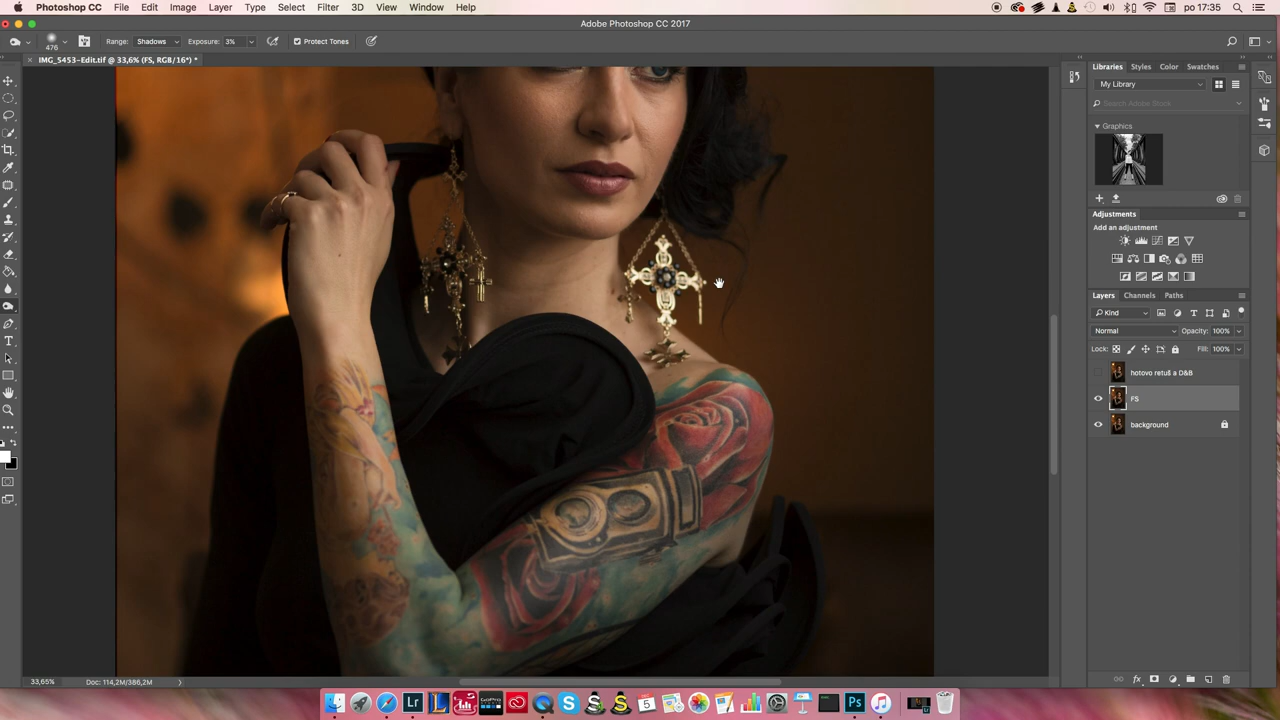 Photoshop CC File Edit Image Layer Type Select Filter 3D View Window Help
po 17:35
Adobe Photoshop CC 2017
476
Range: Shadows Exposure: 3% Protect Tones
IMG_5453-Edit.tif @ 33,6% (FS, RGB/16*) *
Libraries Styles Color Swatches
My Library
Search Adobe Stock
Graphics
Adjustments
Add an adjustment
Layers Channels Paths
Kind
Normal Opacity: 100%
Lock: Fill: 100%
hotovo retuš a D&B
FS
background
33,65% Doc: 114,2M/386,2M